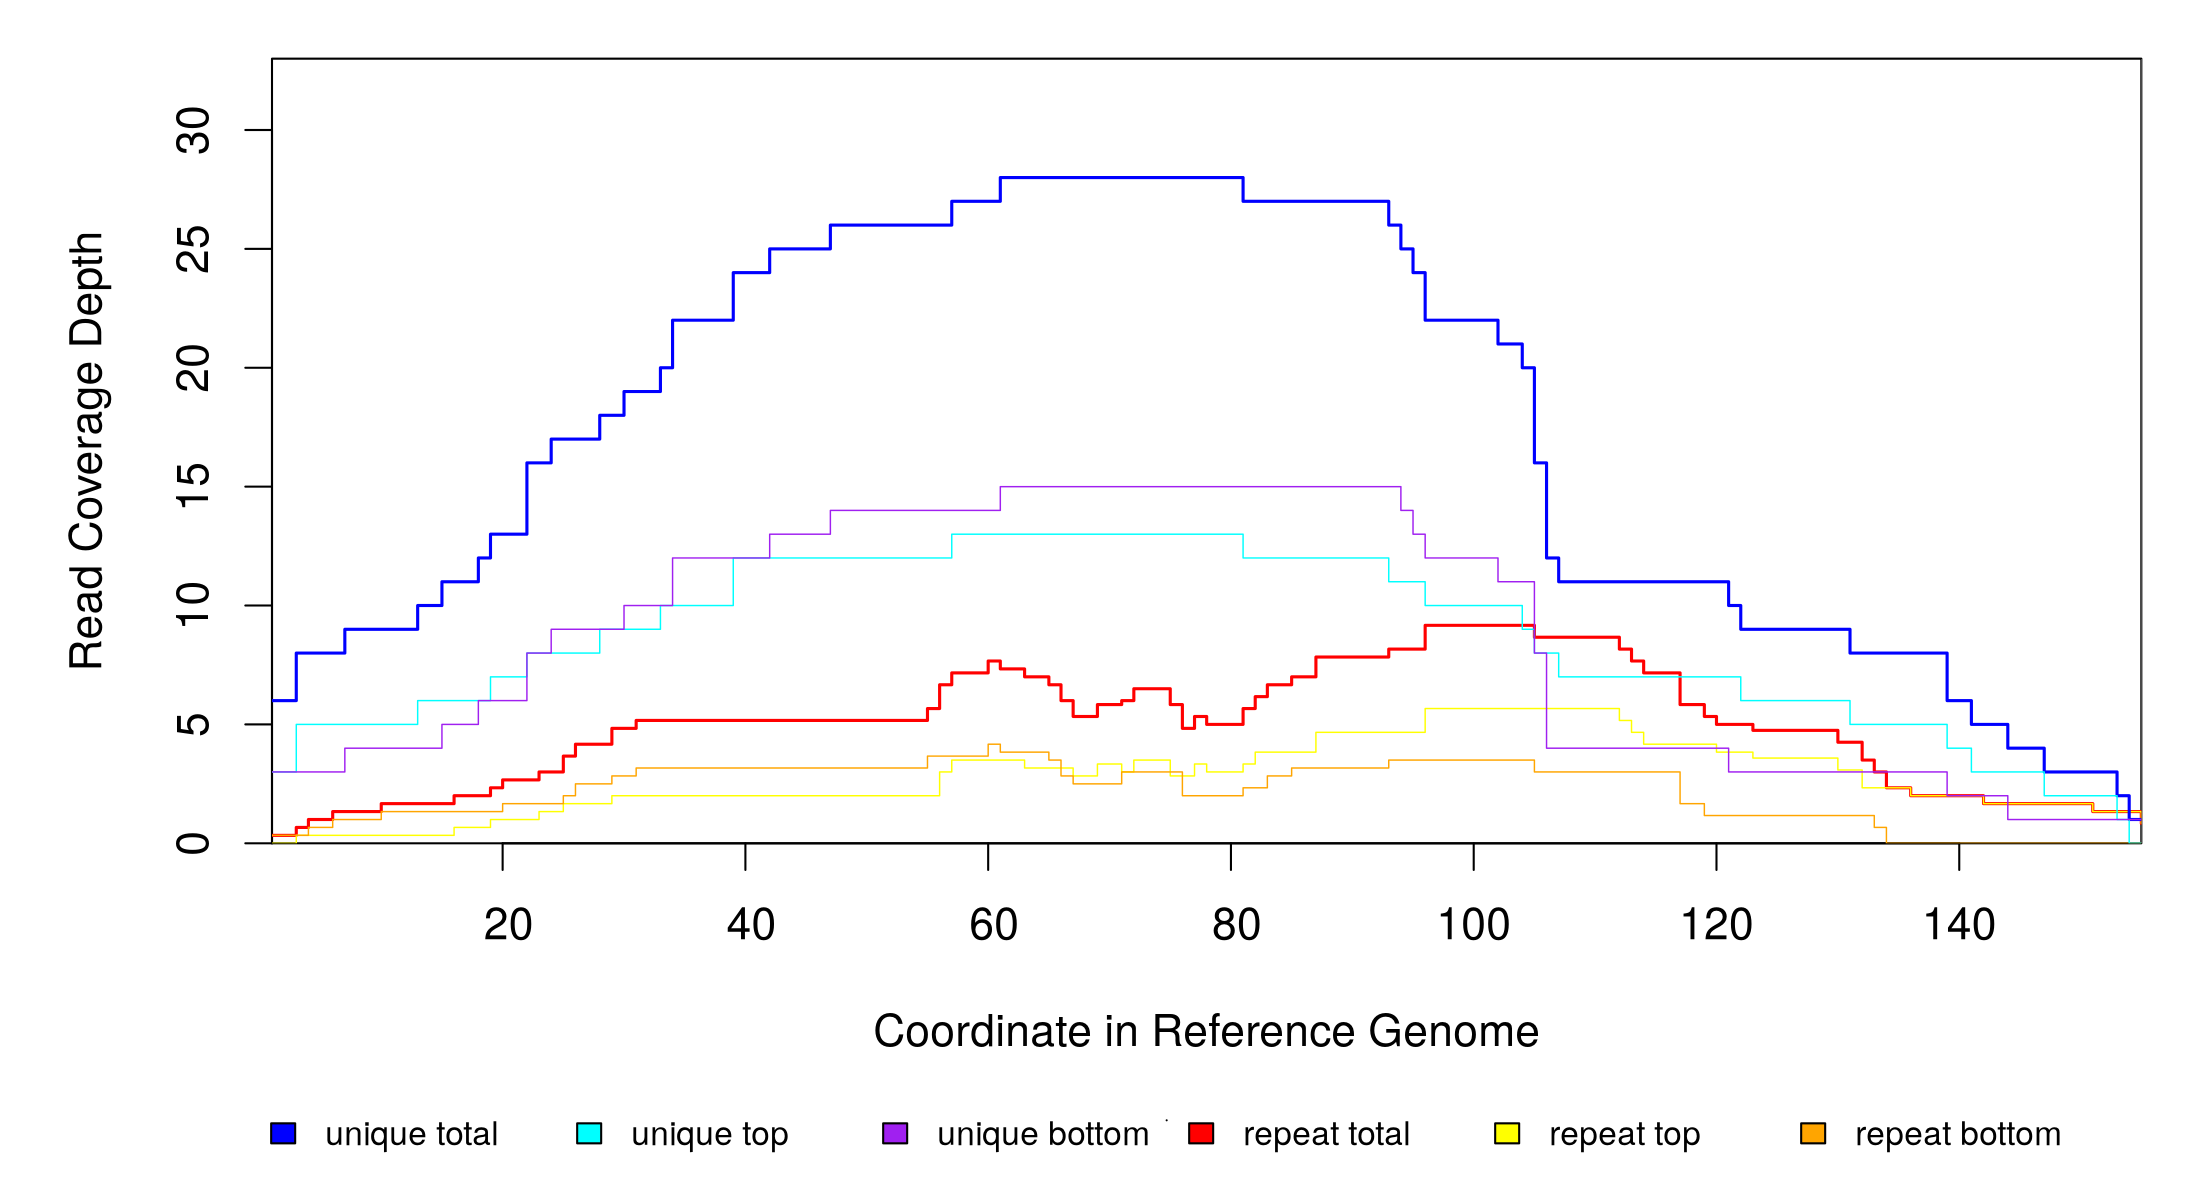 30
25
20
15
10
5
0
Read Coverage Depth
20 40 60 80 100 120 140
Coordinate in Reference Genome
unique total unique top unique bottom repeat total repeat top repeat bottom